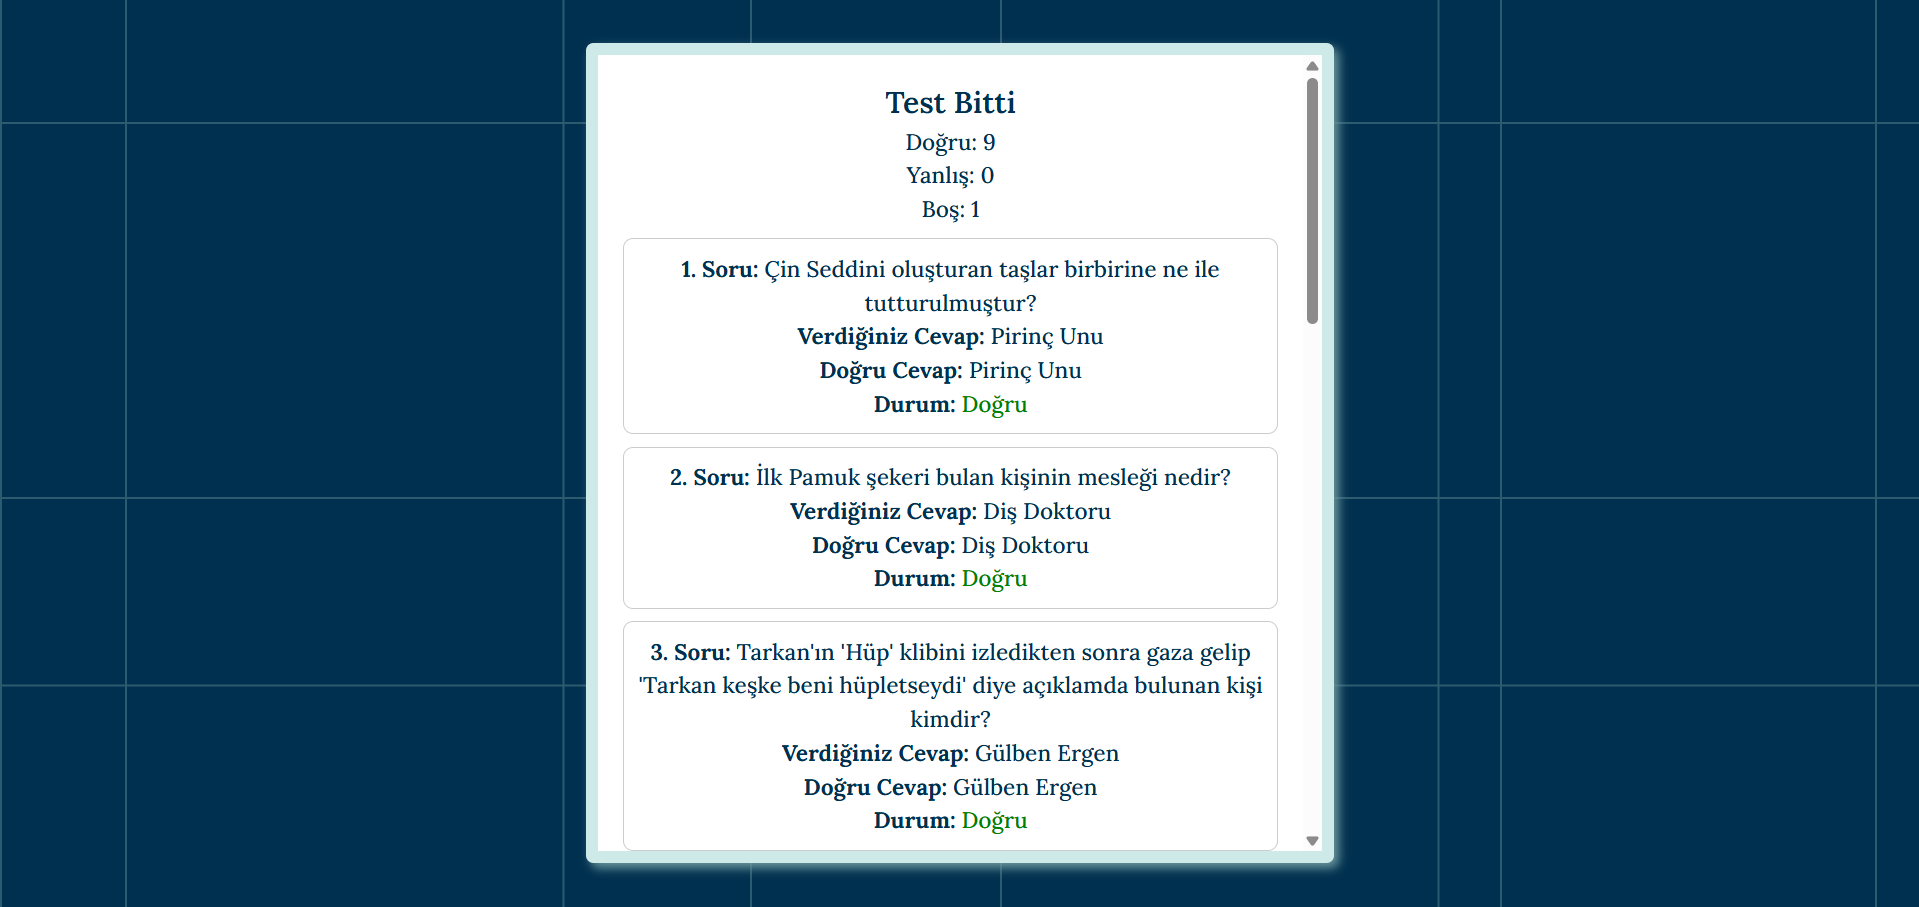 Test Bitti
Doğru: 9
Yanlış: 0
Boş: 1
1. Soru: Çin Seddini oluşturan taşlar birbirine ne ile
tutturulmuştur?
Verdiğiniz Cevap: Pirinç Unu
Doğru Cevap: Pirinç Unu
Durum: Doğru
2. Soru: İlk Pamuk şekeri bulan kişinin mesleği nedir?
Verdiğiniz Cevap: Diş Doktoru
Doğru Cevap: Diş Doktoru
Durum: Doğru
3. Soru: Tarkan'ın 'Hüp' klibini izledikten sonra gaza gelip
'Tarkan keşke beni hüpletseydi' diye açıklamda bulunan kişi
kimdir?
Verdiğiniz Cevap: Gülben Ergen
Doğru Cevap: Gülben Ergen
Durum: Doğru